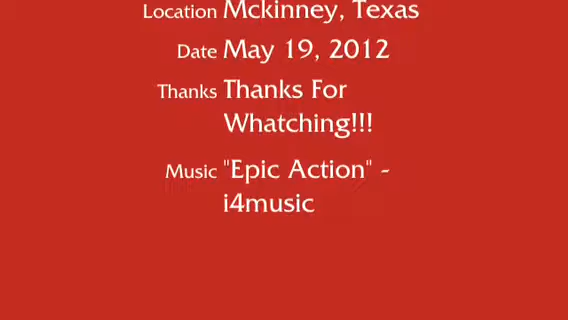 Location Mckinney, Texas
Date May 19, 2012
Thanks Thanks For
Whatching!!!
Music "Epic Action" -
i4music